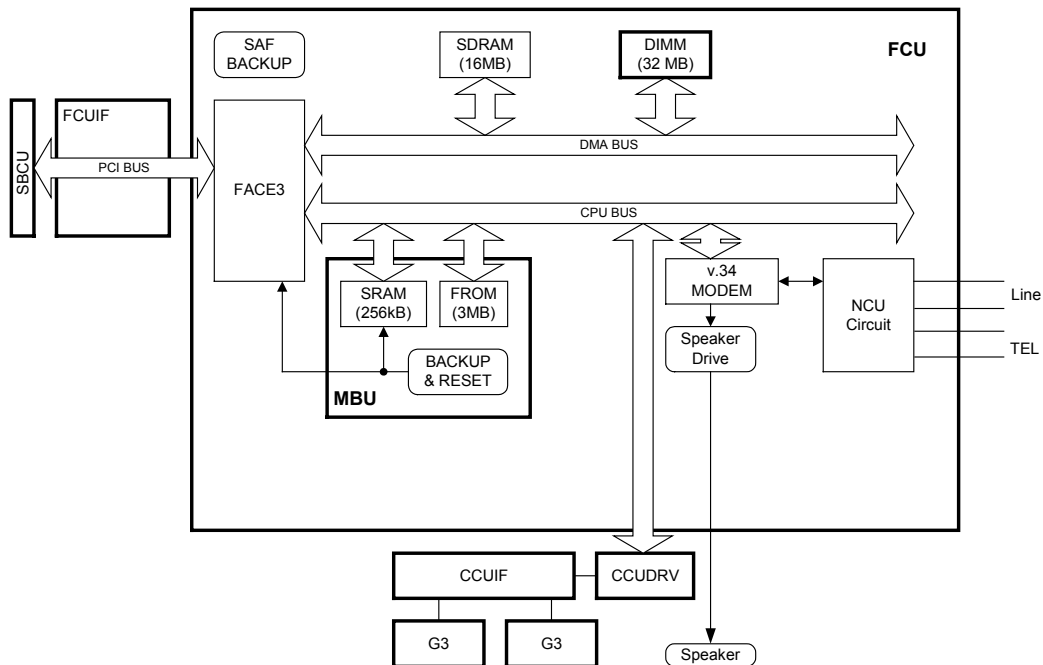 SAF
BACKUP
SDRAM
(16MB)
DIMM
(32 MB)
FCU
FCUIF
SBCU
PCI BUS
FACE3
DMA BUS
CPU BUS
SRAM
(256kB)
FROM
(3MB)
BACKUP
& RESET
MBU
v.34
MODEM
Speaker
Drive
NCU
Circuit
Line
TEL
CCUIF
CCUDRV
G3
G3
Speaker